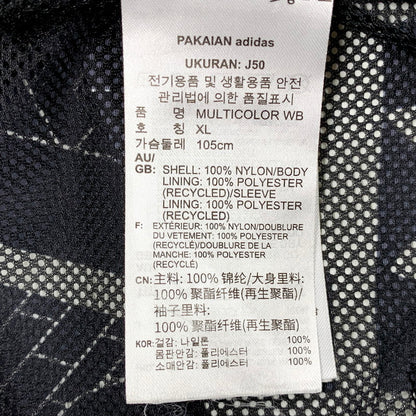 PAKAIAN adidas
UKURAN: J50
전기용품 및 생활용품 안전
관리법에 의한 품질표시
품 명 MULTICOLOR WB
호 칭 XL
가슴둘레 105cm
AU/
GB: SHELL: 100% NYLON/BODY
LINING: 100% POLYESTER
(RECYCLED)/SLEEVE
LINING: 100% POLYESTER
(RECYCLED)
F: EXTÉRIEUR: 100% NYLON/DOUBLURE
DU VETEMENT: 100% POLYESTER
(RECYCLÉ)/DOUBLURE DE LA
MANCHE: 100% POLYESTER
(RECYCLÉ)
CN: 主料: 100% 锦纶/大身里料:
100% 聚酯纤维(再生聚酯)/
袖子里料:
100% 聚酯纤维(再生聚酯)
KOR: 겉감: 나일론 100%
몸판안감: 폴리에스터 100%
소매안감: 폴리에스터 100%